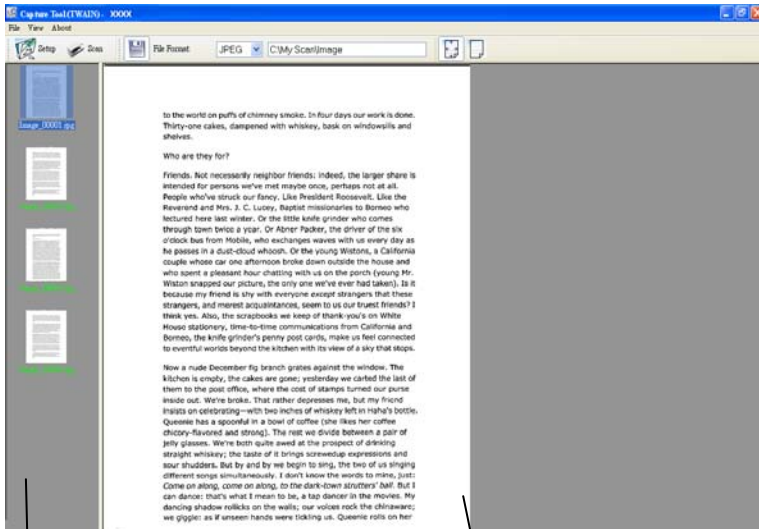 Capture Tool(TWAIN)- XXXX
File View About
Setup Scan File Format: JPEG C:\My Scan\Image
Image_00001.jpg
to the world on puffs of chimney smoke. In four days our work is done.
Thirty-one cakes, dampened with whiskey, bask on windowsills and
shelves.
Who are they for?
Friends. Not necessarily neighbor friends: indeed, the larger share is
intended for persons we've met maybe once, perhaps not at all.
People who've struck our fancy. Like President Roosevelt. Like the
Reverend and Mrs. J. C. Lucey, Baptist missionaries to Borneo who
lectured here last winter. Or the little knife grinder who comes
through town twice a year. Or Abner Packer, the driver of the six
o'clock bus from Mobile, who exchanges waves with us every day as
he passes in a dust-cloud whoosh. Or the young Wistons, a California
couple whose car one afternoon broke down outside the house and
who spent a pleasant hour chatting with us on the porch (young Mr.
Wiston snapped our picture, the only one we've ever had taken). Is it
because my friend is shy with everyone except strangers that these
strangers, and merest acquaintances, seem to us our truest friends? I
think yes. Also, the scrapbooks we keep of thank-you's on White
House stationery, time-to-time communications from California and
Borneo, the knife grinder's penny post cards, make us feel connected
to eventful worlds beyond the kitchen with its view of a sky that stops.
Now a nude December fig branch grates against the window. The
kitchen is empty, the cakes are gone; yesterday we carted the last of
them to the post office, where the cost of stamps turned our purse
inside out. We're broke. That rather depresses me, but my friend
insists on celebrating—with two inches of whiskey left in Haha's bottle.
Queenie has a spoonful in a bowl of coffee (she likes her coffee
chicory-flavored and strong). The rest we divide between a pair of
jelly glasses. We're both quite awed at the prospect of drinking
straight whiskey; the taste of it brings screwedup expressions and
sour shudders. But by and by we begin to sing, the two of us singing
different songs simultaneously. I don't know the words to mine, just:
Come on along, come on along, to the dark-town strutters' ball. But I
can dance: that's what I mean to be, a tap dancer in the movies. My
dancing shadow rollicks on the walls; our voices rock the chinaware;
we giggle: as if unseen hands were tickling us. Queenie rolls on her